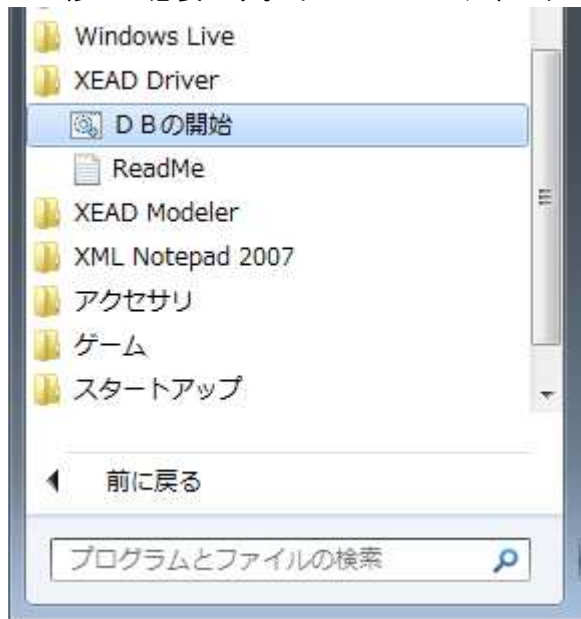 Windows Live
XEAD Driver
ＤＢの開始
ReadMe
XEAD Modeler
XML Notepad 2007
アクセサリ
ゲーム
スタートアップ
前に戻る
プログラムとファイルの検索